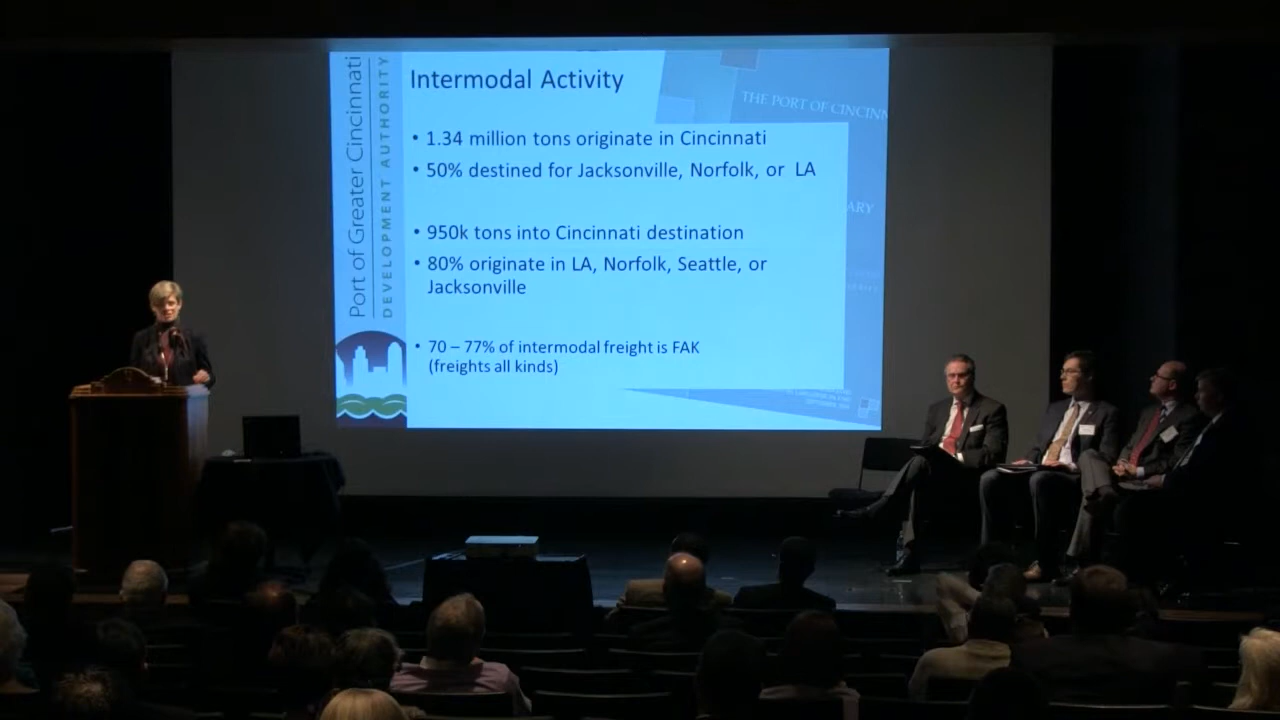 Port of Greater Cincinnati
DEVELOPMENT AUTHORITY
Intermodal Activity
THE PORT OF CINCINN
• 1.34 million tons originate in Cincinnati
• 50% destined for Jacksonville, Norfolk, or LA
ARY
• 950k tons into Cincinnati destination
• 80% originate in LA, Norfolk, Seattle, or
Jacksonville
• 70 – 77% of intermodal freight is FAK
(freights all kinds)